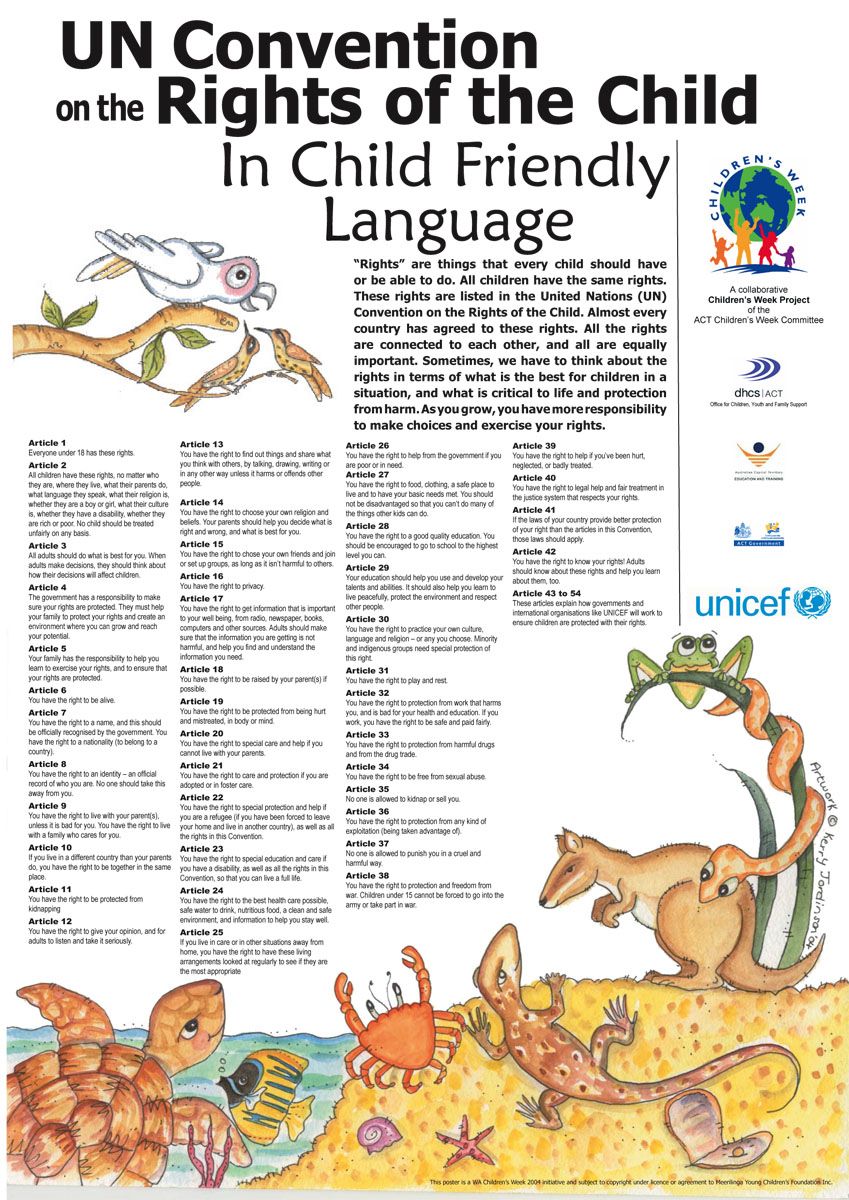 UN Convention
on the Rights of the Child
In Child Friendly
Language
"Rights" are things that every child should have
or be able to do. All children have the same rights.
These rights are listed in the United Nations (UN)
Convention on the Rights of the Child. Almost every
country has agreed to these rights. All the rights
are connected to each other, and all are equally
important. Sometimes, we have to think about the
rights in terms of what is the best for children in a
situation, and what is critical to life and protection
from harm. As you grow, you have more responsibility
to make choices and exercise your rights.
CHILDREN'S WEEK
A collaborative
Children's Week Project
of the
ACT Children's Week Committee
dhcs|ACT
Office for Children, Youth and Family Support
Australian Capital Territory
EDUCATION AND TRAINING
ACT Government
unicef
Article 1
Everyone under 18 has these rights.
Article 2
All children have these rights, no matter who
they are, where they live, what their parents do,
what language they speak, what their religion is,
whether they are a boy or girl, what their culture
is, whether they have a disability, whether they
are rich or poor. No child should be treated
unfairly on any basis.
Article 3
All adults should do what is best for you. When
adults make decisions, they should think about
how their decisions will affect children.
Article 4
The government has a responsibility to make
sure your rights are protected. They must help
your family to protect your rights and create an
environment where you can grow and reach
your potential.
Article 5
Your family has the responsibility to help you
learn to exercise your rights, and to ensure that
your rights are protected.
Article 6
You have the right to be alive.
Article 7
You have the right to a name, and this should
be officially recognised by the government. You
have the right to a nationality (to belong to a
country).
Article 8
You have the right to an identity – an official
record of who you are. No one should take this
away from you.
Article 9
You have the right to live with your parent(s),
unless it is bad for you. You have the right to live
with a family who cares for you.
Article 10
If you live in a different country than your parents
do, you have the right to be together in the same
place.
Article 11
You have the right to be protected from
kidnapping
Article 12
You have the right to give your opinion, and for
adults to listen and take it seriously.
Article 13
You have the right to find out things and share what
you think with others, by talking, drawing, writing or
in any other way unless it harms or offends other
people.
Article 14
You have the right to choose your own religion and
beliefs. Your parents should help you decide what is
right and wrong, and what is best for you.
Article 15
You have the right to chose your own friends and join
or set up groups, as long as it isn't harmful to others.
Article 16
You have the right to privacy.
Article 17
You have the right to get information that is important
to your well being, from radio, newspaper, books,
computers and other sources. Adults should make
sure that the information you are getting is not
harmful, and help you find and understand the
information you need.
Article 18
You have the right to be raised by your parent(s) if
possible.
Article 19
You have the right to be protected from being hurt
and mistreated, in body or mind.
Article 20
You have the right to special care and help if you
cannot live with your parents.
Article 21
You have the right to care and protection if you are
adopted or in foster care.
Article 22
You have the right to special protection and help if
you are a refugee (if you have been forced to leave
your home and live in another country), as well as all
the rights in this Convention.
Article 23
You have the right to special education and care if
you have a disability, as well as all the rights in this
Convention, so that you can live a full life.
Article 24
You have the right to the best health care possible,
safe water to drink, nutritious food, a clean and safe
environment, and information to help you stay well.
Article 25
If you live in care or in other situations away from
home, you have the right to have these living
arrangements looked at regularly to see if they are
the most appropriate
Article 26
You have the right to help from the government if you
are poor or in need.
Article 27
You have the right to food, clothing, a safe place to
live and to have your basic needs met. You should
not be disadvantaged so that you can't do many of
the things other kids can do.
Article 28
You have the right to a good quality education. You
should be encouraged to go to school to the highest
level you can.
Article 29
Your education should help you use and develop your
talents and abilities. It should also help you learn to
live peacefully, protect the environment and respect
other people.
Article 30
You have the right to practice your own culture,
language and religion – or any you choose. Minority
and indigenous groups need special protection of
this right.
Article 31
You have the right to play and rest.
Article 32
You have the right to protection from work that harms
you, and is bad for your health and education. If you
work, you have the right to be safe and paid fairly.
Article 33
You have the right to protection from harmful drugs
and from the drug trade.
Article 34
You have the right to be free from sexual abuse.
Article 35
No one is allowed to kidnap or sell you.
Article 36
You have the right to protection from any kind of
exploitation (being taken advantage of).
Article 37
No one is allowed to punish you in a cruel and
harmful way.
Article 38
You have the right to protection and freedom from
war. Children under 15 cannot be forced to go into the
army or take part in war.
Article 39
You have the right to help if you've been hurt,
neglected, or badly treated.
Article 40
You have the right to legal help and fair treatment in
the justice system that respects your rights.
Article 41
If the laws of your country provide better protection
of your right than the articles in this Convention,
those laws should apply.
Article 42
You have the right to know your rights! Adults
should know about these rights and help you learn
about them, too.
Article 43 to 54
These articles explain how governments and
international organisations like UNICEF will work to
ensure children are protected with their rights.
Artwork © Kerry
This poster is a WA Children's Week 2004 initiative and subject to copyright under licence or agreement to Meerilinga Young Children's Foundation Inc.